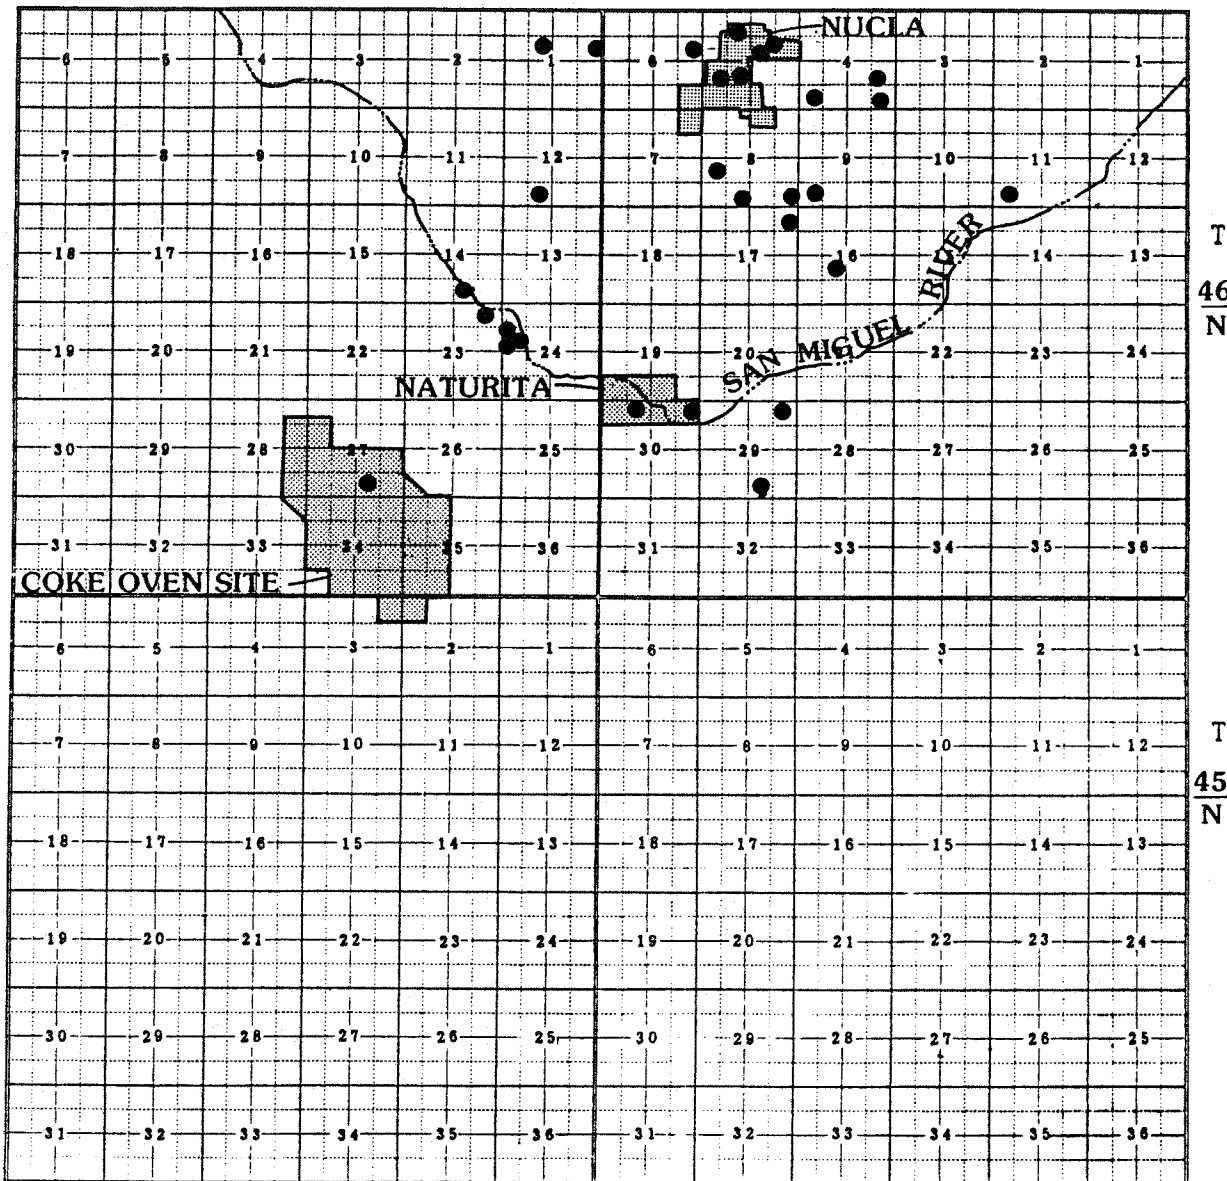 NUCLA
6 5 4 3 2 1 6 5 4 3 2 1
6 8 9 10 11 12 7 8 9 10 11 12
T
46
N
18 17 16 15 14 13 18 17 16 15 14
RIVER
19 20 21 23 24 19 20 22 24
SAN MIGUEL
NATURITA
30 29 28 27 26 25 30 29 28 27 26 25
31 32 33 34 35 36 31 32 33 34 35 36
COKE OVEN SITE
6 5 4 3 2 1 6 5 4 3 2 1
7 8 9 10 11 12 7 8 9 10 11 12
T
45
N
18 17 16 15 14 13 18 17 16 15 14 13
19 20 21 22 23 24 19 20 21 22 23 24
30 29 28 27 26 25 30 29 28 27 26 25
31 32 33 34 35 36 31 32 33 34 35 36